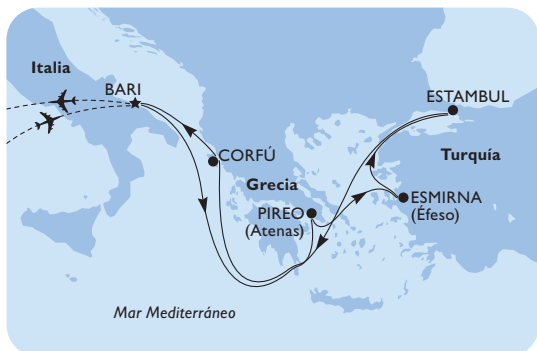 Italia
BARI
ESTAMBUL
CORFÚ
Turquía
Grecia
ESMIRNA
(Éfeso)
PIREO
(Atenas)
Mar Mediterráneo